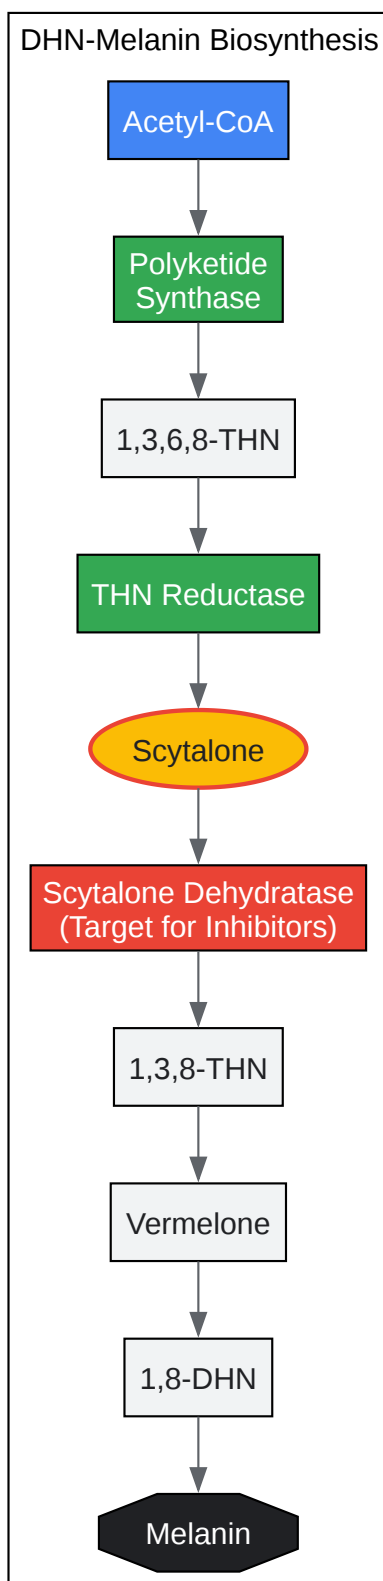 DHN-Melanin Biosynthesis
Acetyl-CoA
Polyketide
Synthase
1,3,6,8-THN
THN Reductase
Scytalone
Scytalone Dehydratase
(Target for Inhibitors)
1,3,8-THN
Vermelone
1,8-DHN
Melanin